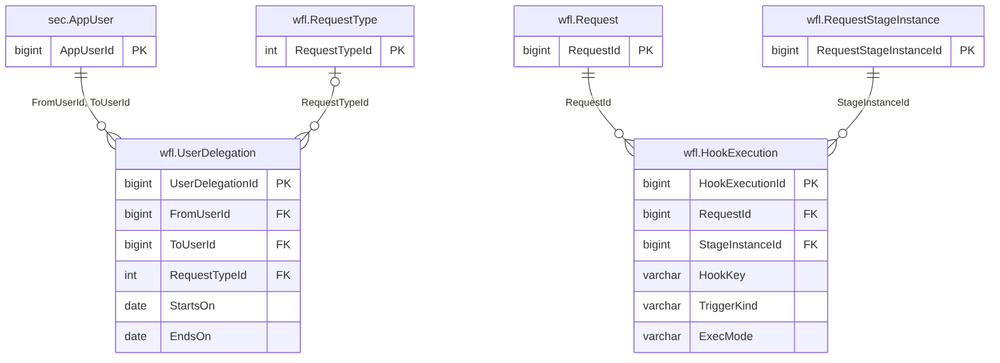 sec.AppUser
bigint AppUserId PK
wfl.RequestType
int RequestTypeId PK
wfl.Request
bigint RequestId PK
wfl.RequestStageInstance
bigint RequestStageInstanceId PK
FromUserId, ToUserId
RequestTypeId
RequestId
StageInstanceId
wfl.UserDelegation
bigint UserDelegationId PK
bigint FromUserId FK
bigint ToUserId FK
int RequestTypeId FK
date StartsOn
date EndsOn
wfl.HookExecution
bigint HookExecutionId PK
bigint RequestId FK
bigint StageInstanceId FK
varchar HookKey
varchar TriggerKind
varchar ExecMode